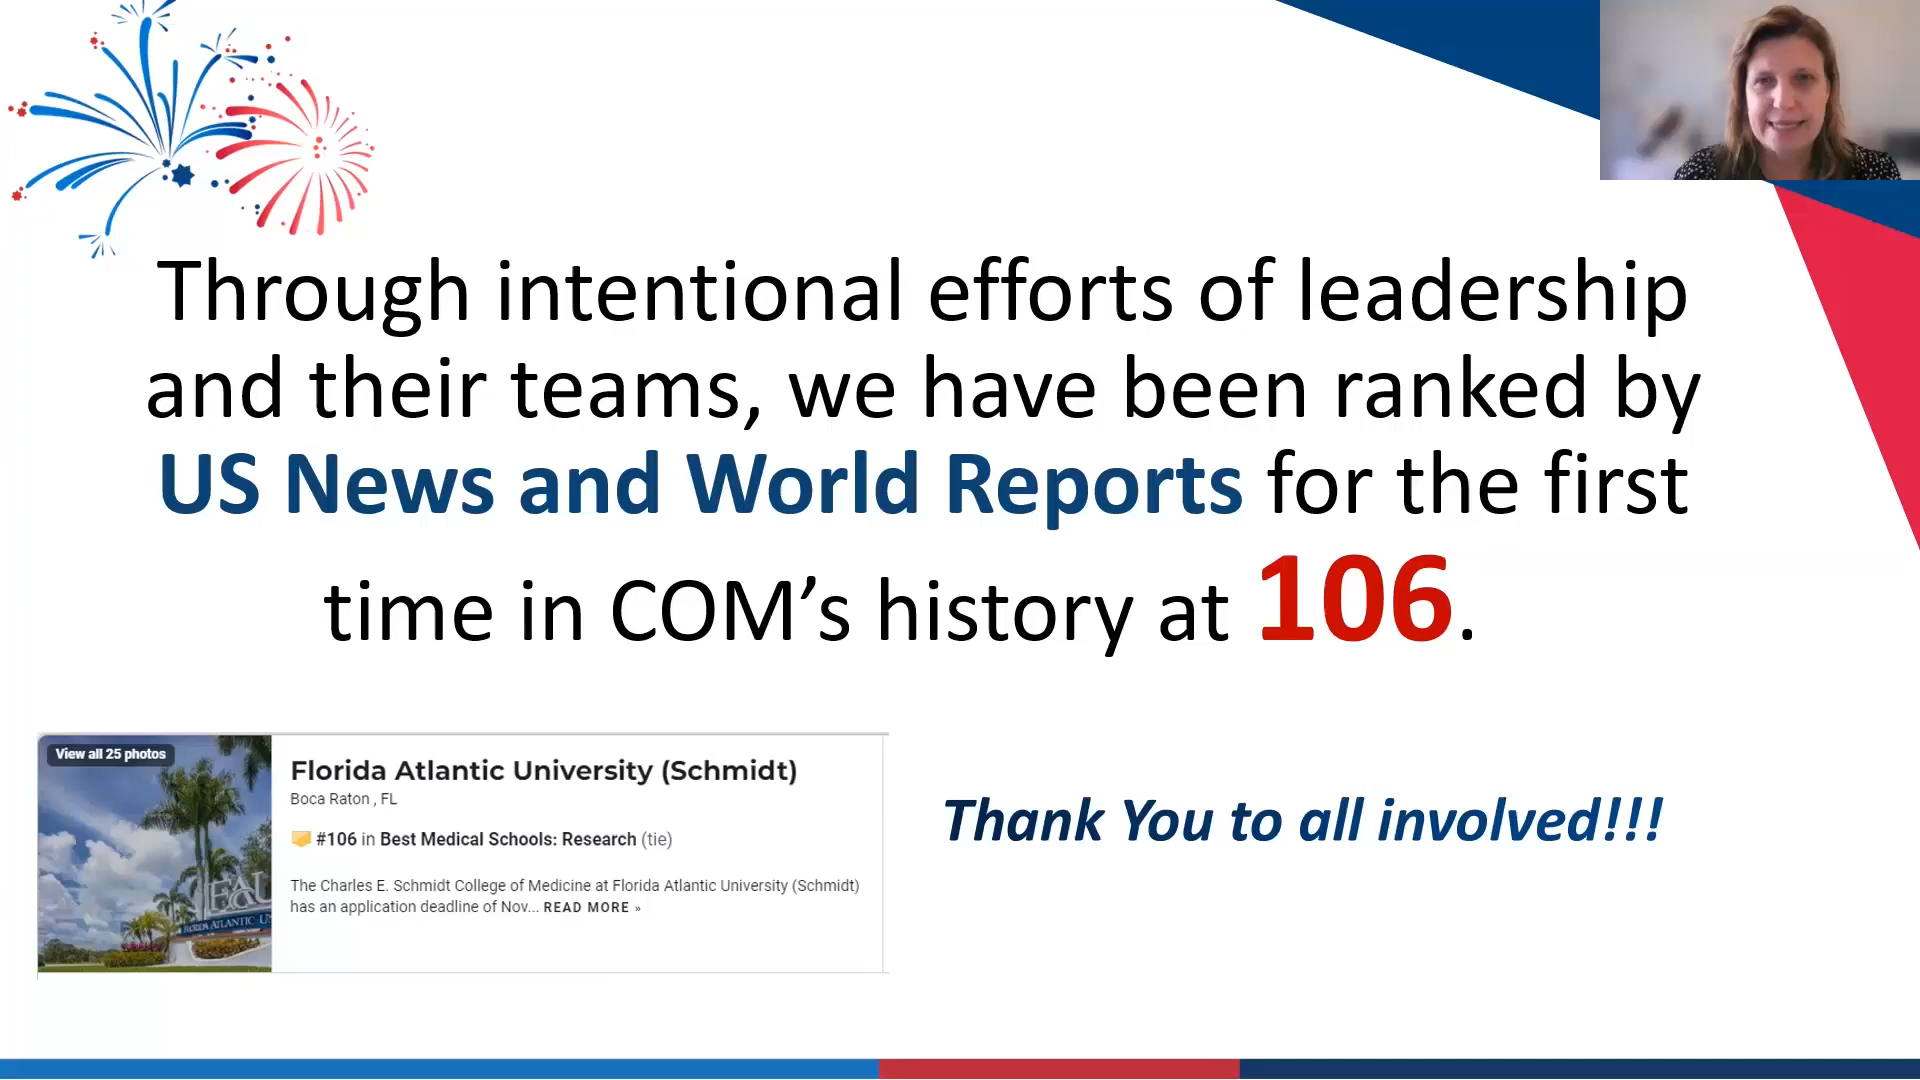 Through intentional efforts of leadership
and their teams, we have been ranked by
US News and World Reports for the first
time in COM’s history at 106.
View all 25 photos
Florida Atlantic University (Schmidt)
Boca Raton , FL
#106 in Best Medical Schools: Research (tie)
The Charles E. Schmidt College of Medicine at Florida Atlantic University (Schmidt)
has an application deadline of Nov... READ MORE »
FAU
FLORIDA ATLANTIC
Thank You to all involved!!!